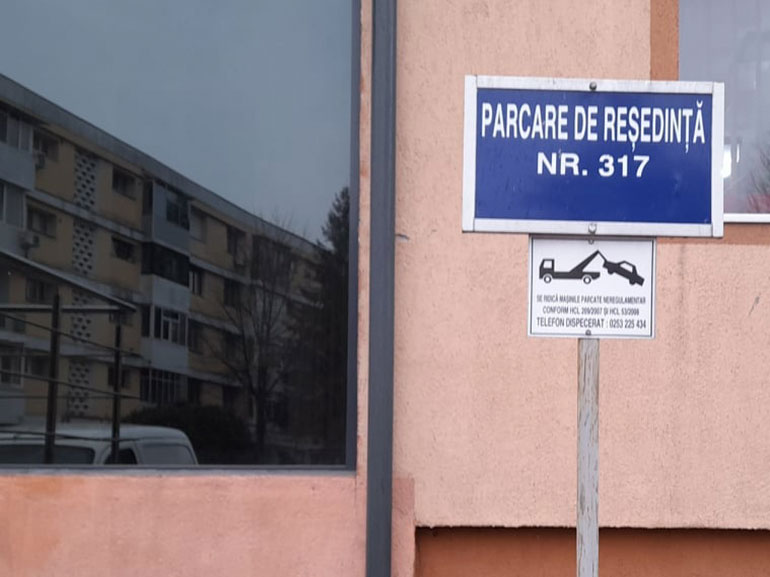 PARCARE DE REȘEDINȚĂ
NR. 317
SE RIDICĂ MAȘINILE PARCATE NEREGULAMENTAR
CONFORM HCL 209/2007 ȘI HCL 53/2008
TELEFON DISPECERAT : 0253 225 434